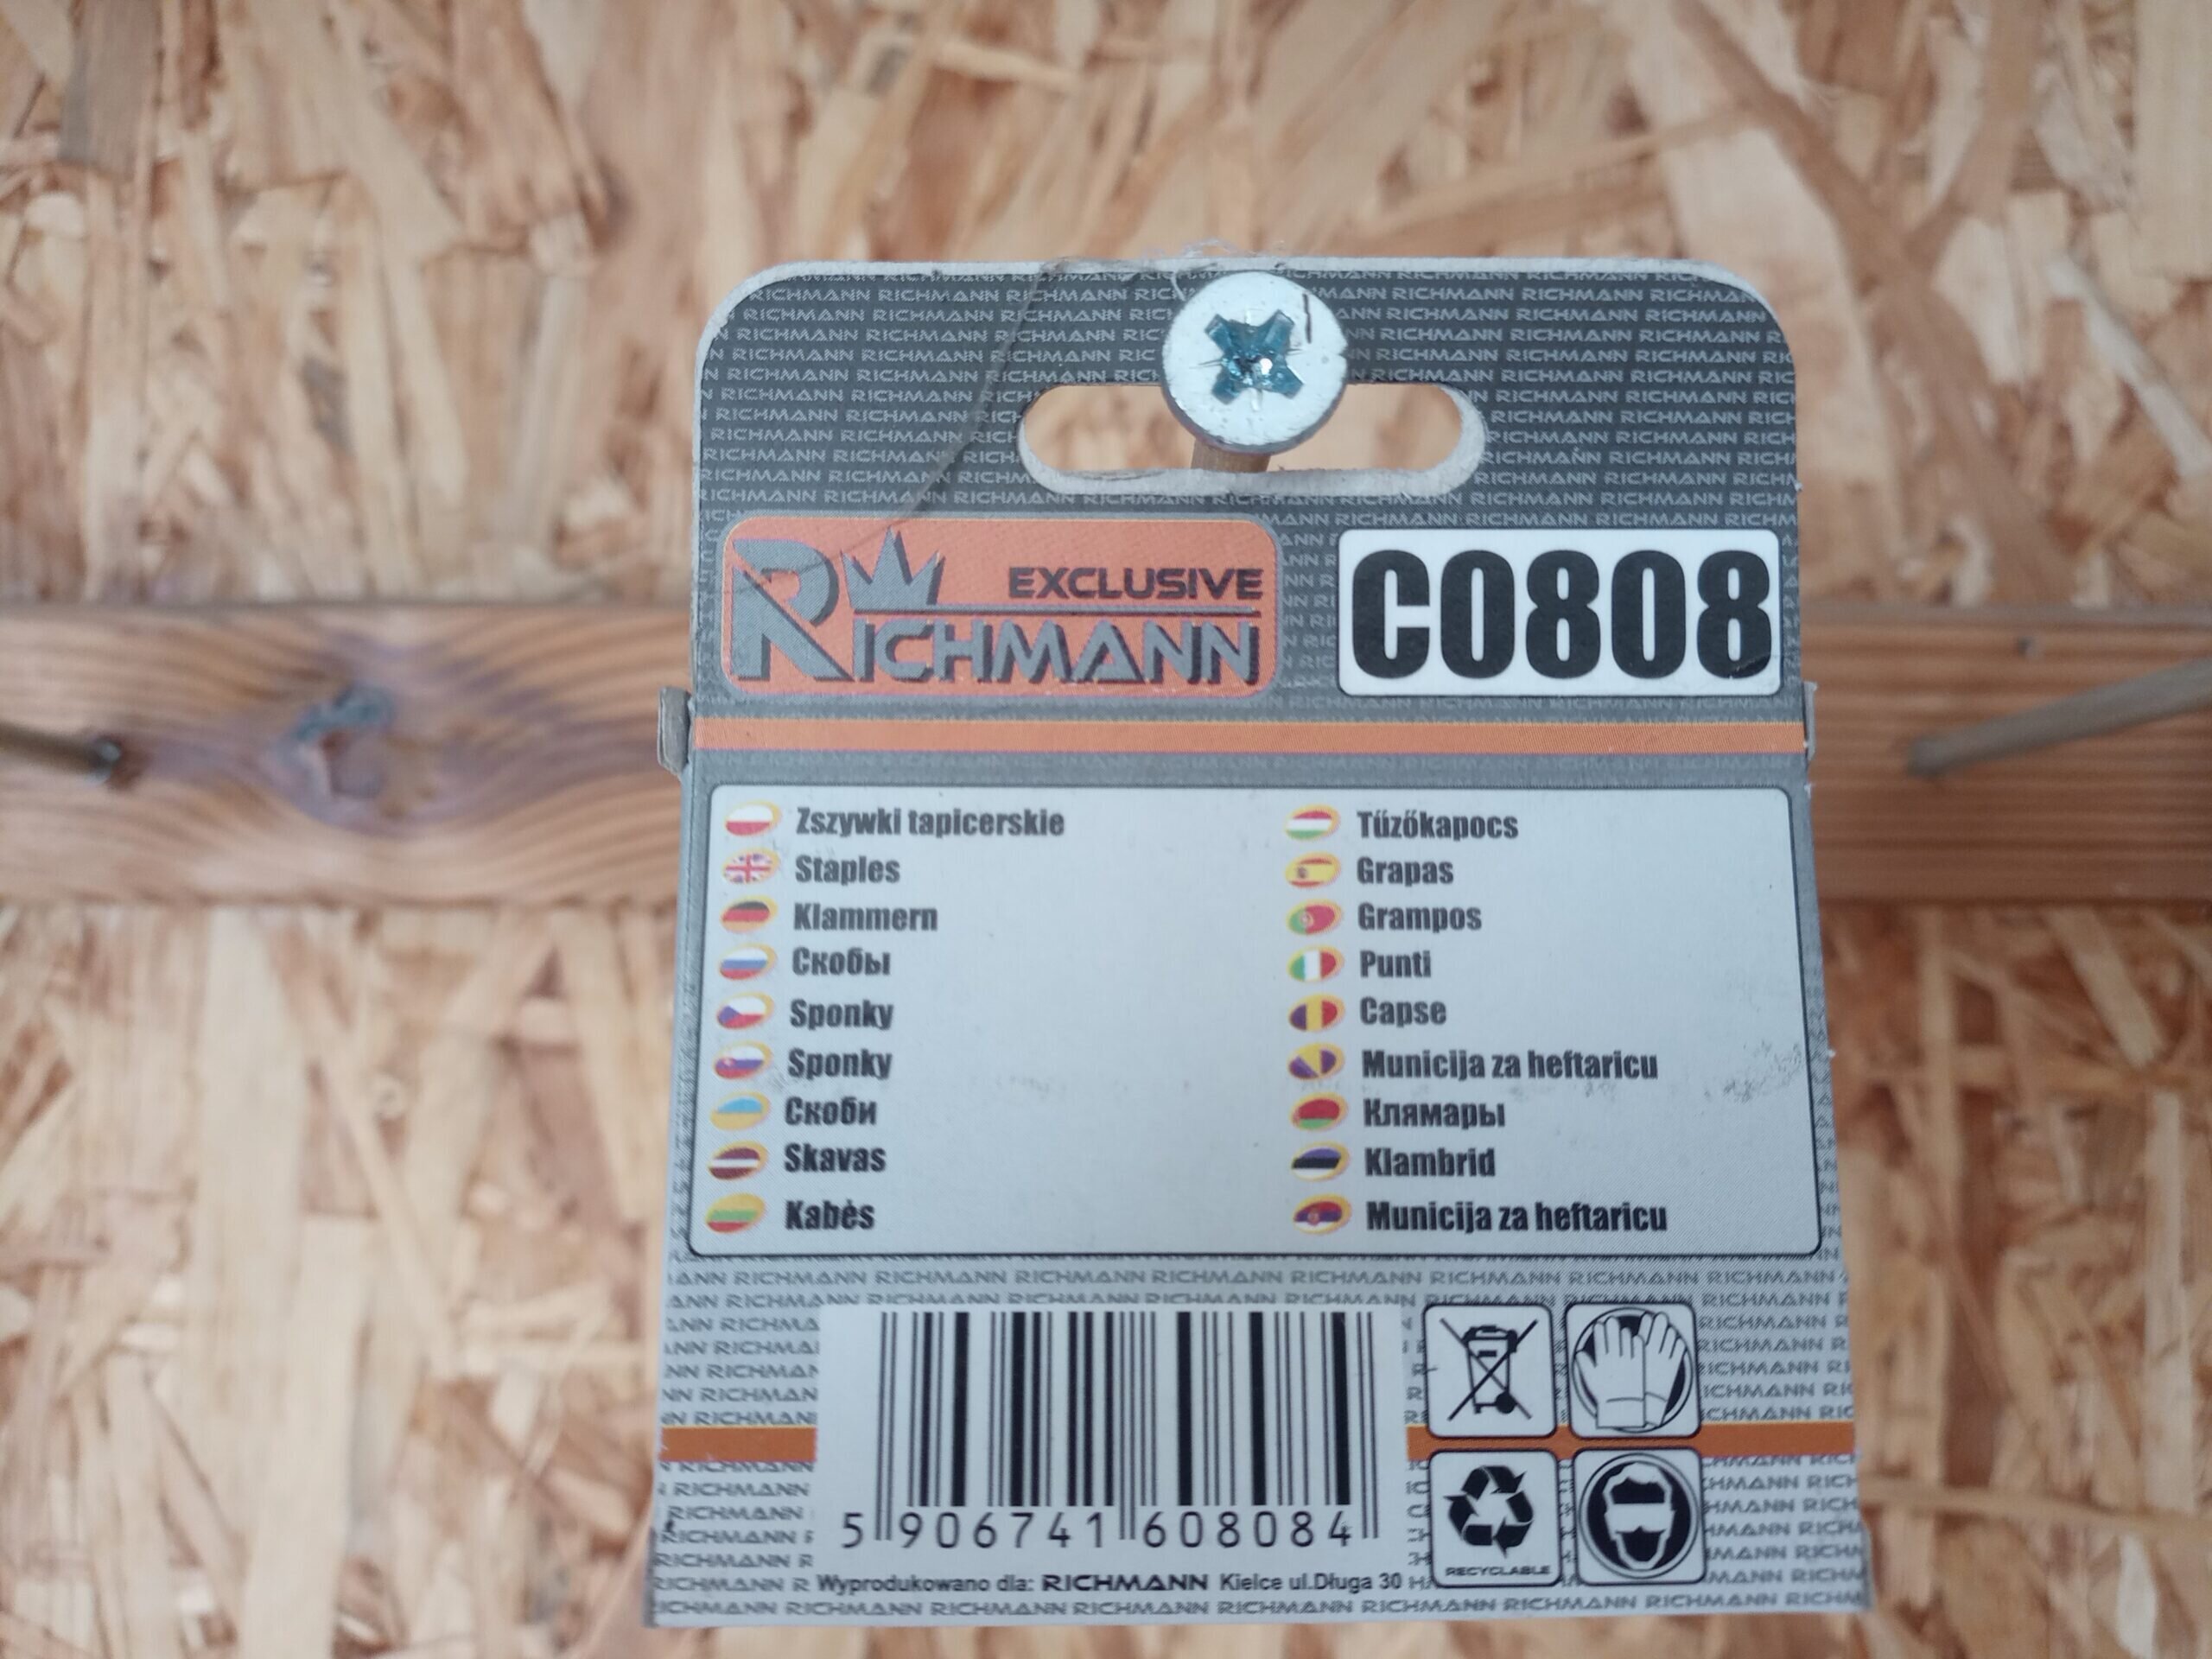 EXCLUSIVE
RICHMANN
C0808
Zszywki tapicerskie
Staples
Klammern
Скобы
Sponky
Sponky
Скоби
Skavas
Kabės
Tűzőkapocs
Grapas
Grampos
Punti
Capse
Municija za heftaricu
Клямары
Klambrid
Municija za heftaricu
5 906741 608084
RECYCLABLE
Wyprodukowano dla: RICHMANN Kielce ul.Długa 30